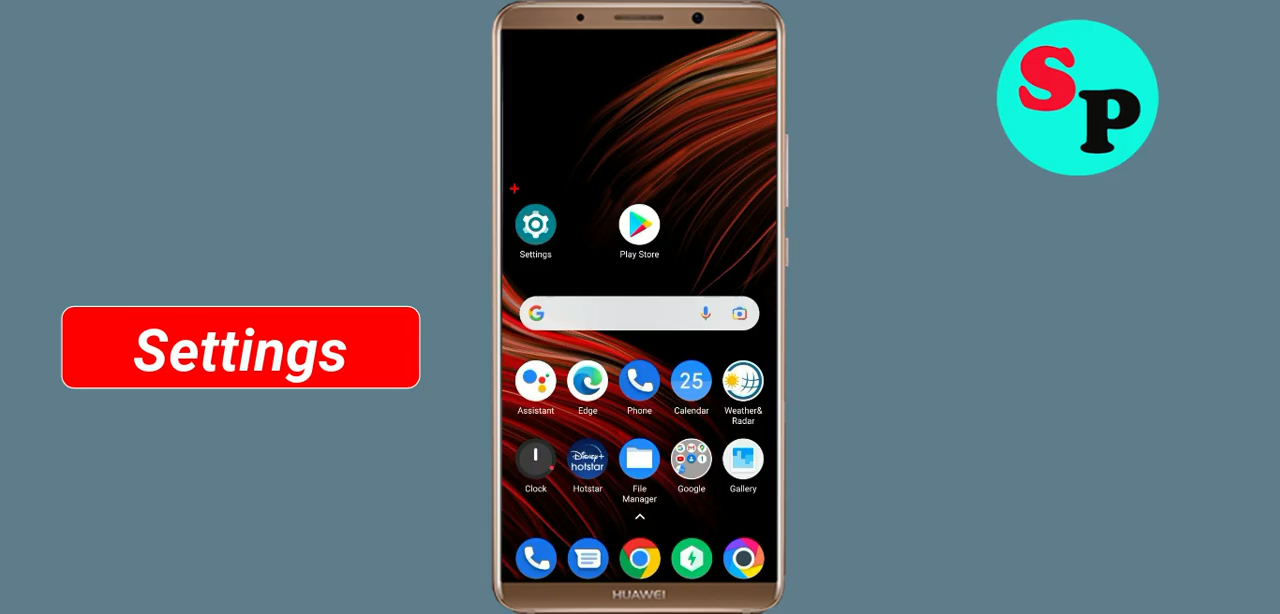 S
P
Settings
Settings
Play Store
Assistant
Edge
Phone
25
Calendar
Weather&
Radar
Clock
Disney+
hotstar
Hotstar
File
Manager
Google
Gallery
HUAWEI